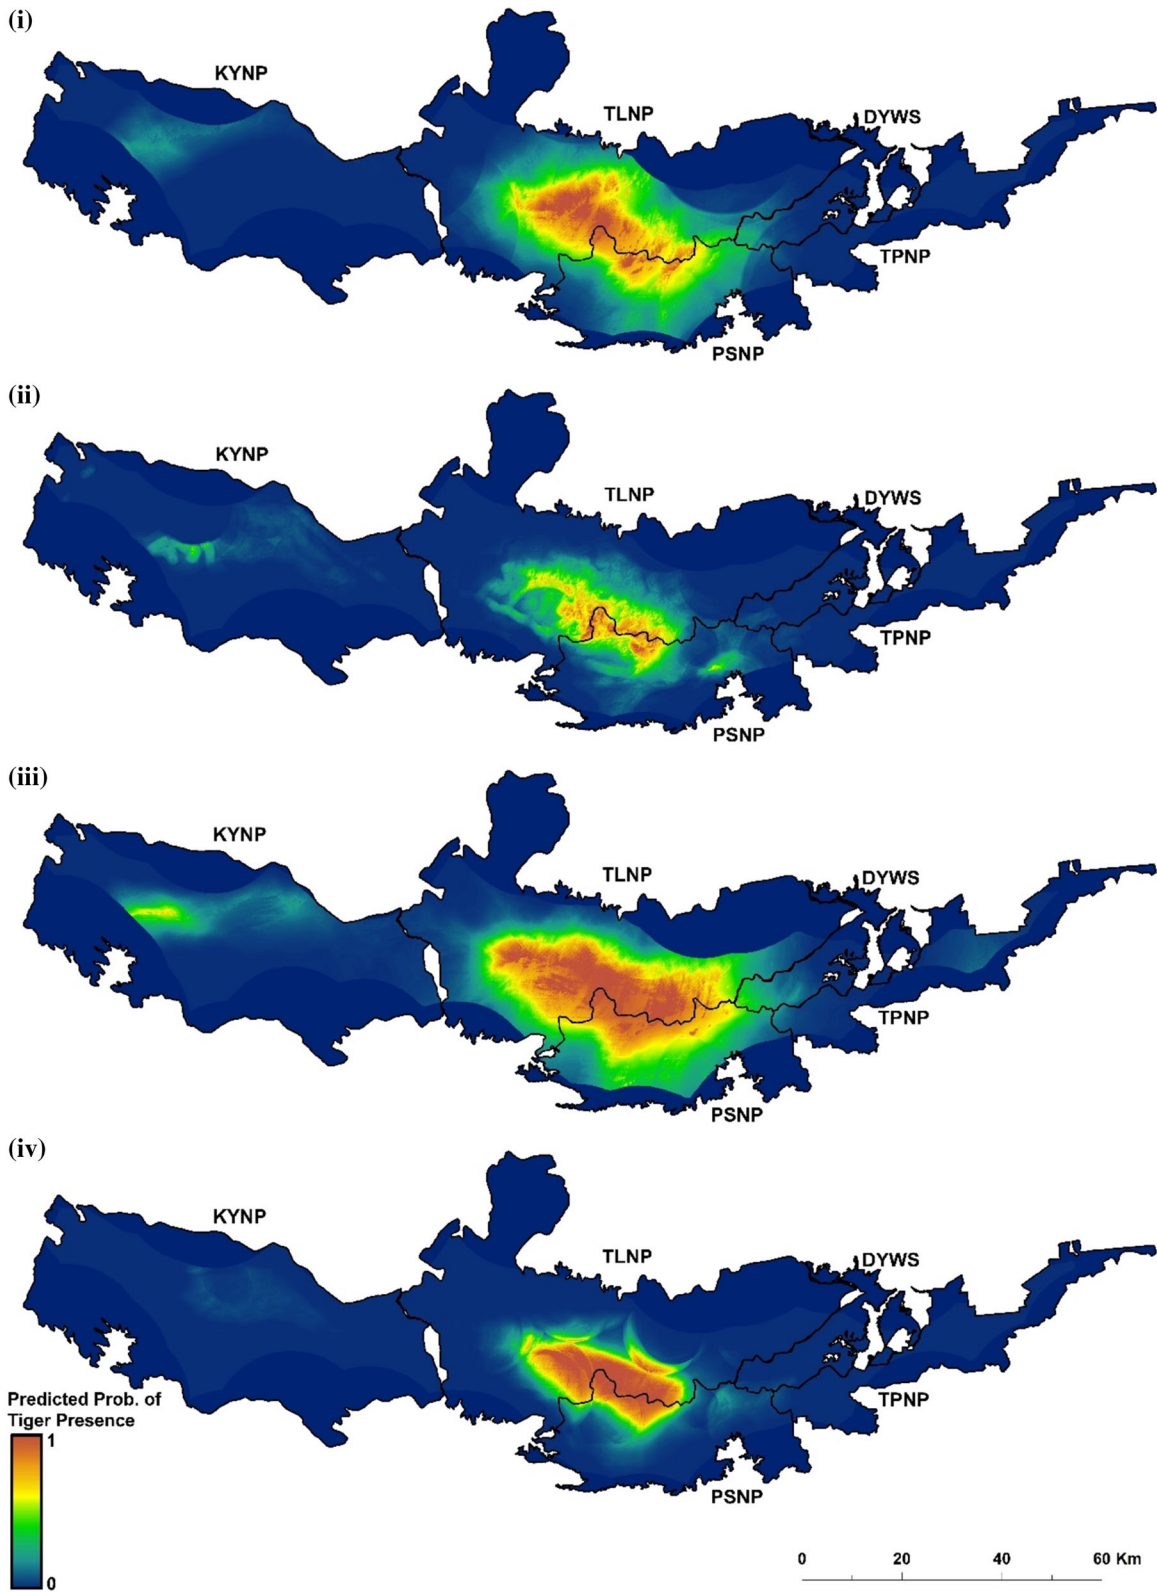 (i)
KYNP
TLNP
DYWS
TPNP
PSNP
(ii)
KYNP
TLNP
DYWS
TPNP
PSNP
(iii)
KYNP
TLNP
DYWS
TPNP
PSNP
(iv)
KYNP
TLNP
DYWS
TPNP
PSNP
Predicted Prob. of
Tiger Presence
1
0
0 20 40 60 Km